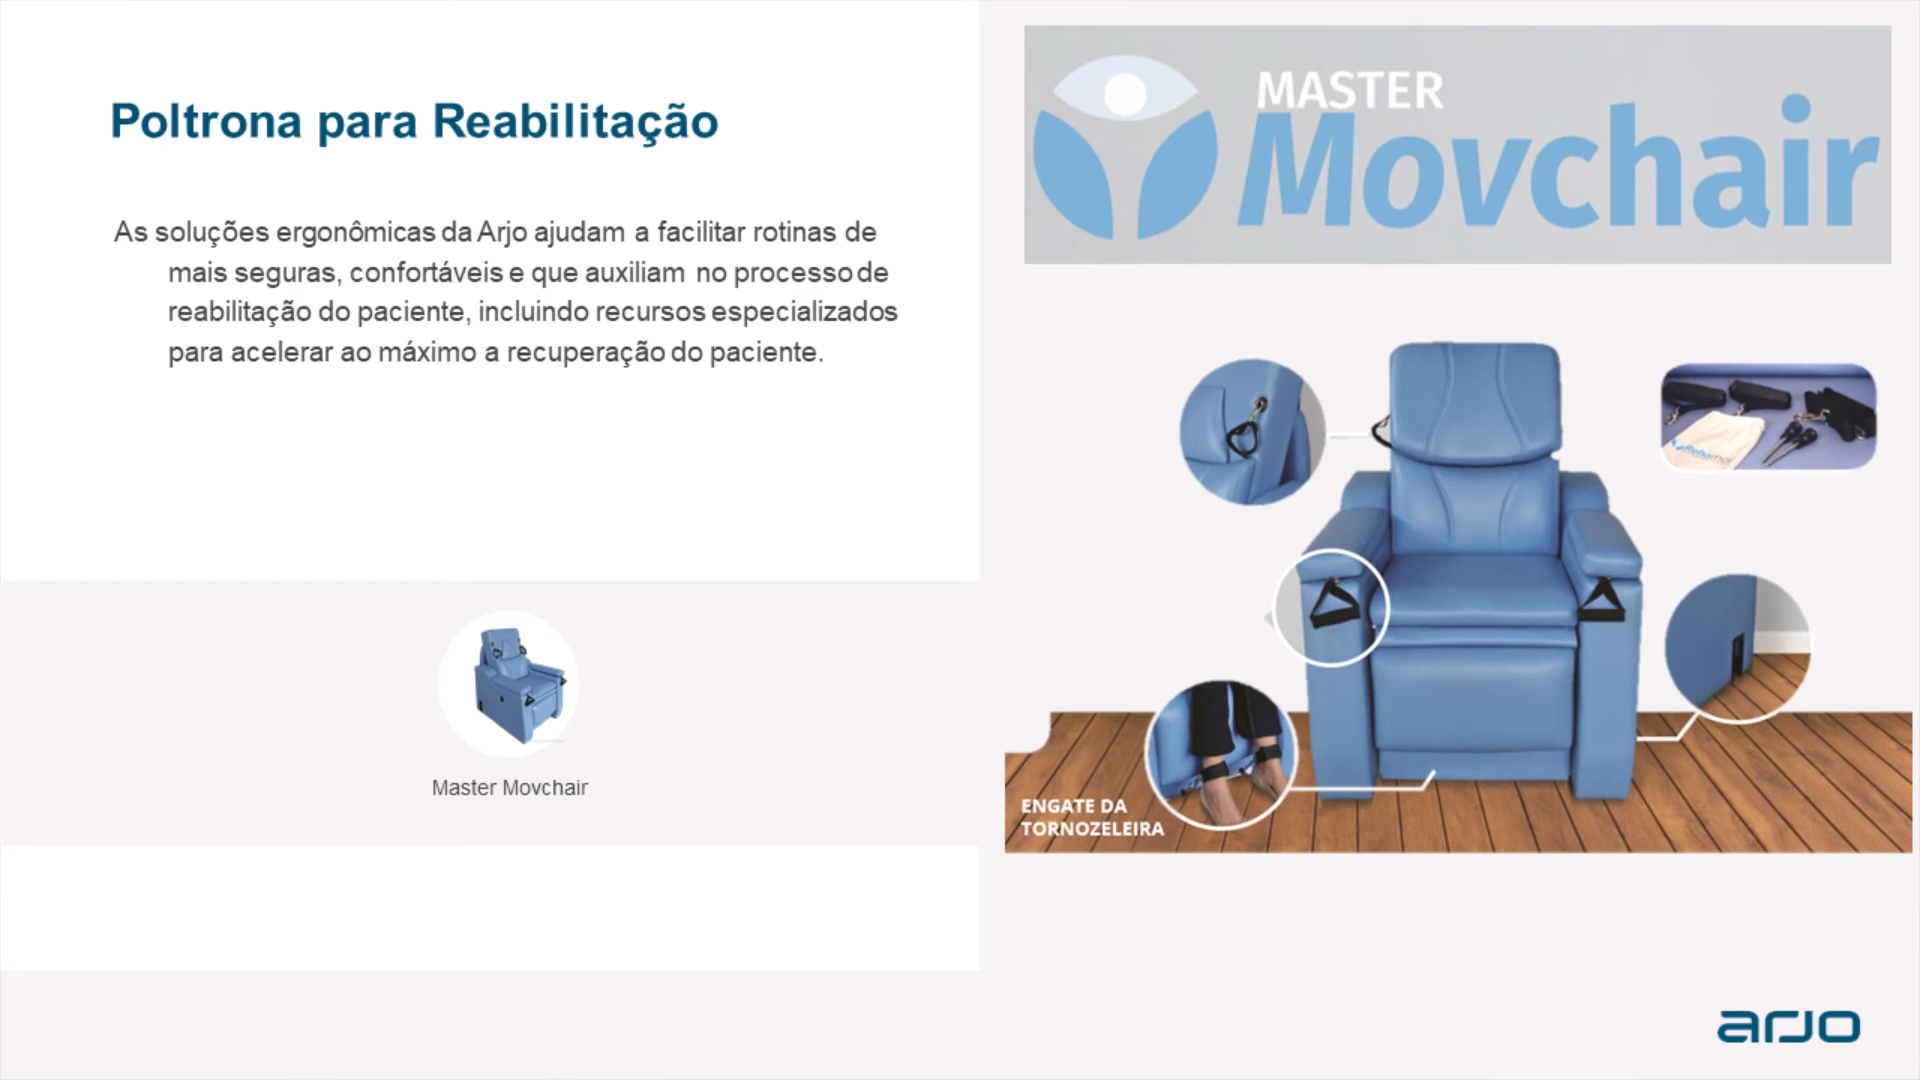 Poltrona para Reabilitação
As soluções ergonômicas da Arjo ajudam a facilitar rotinas de
mais seguras, confortáveis e que auxiliam no processo de
reabilitação do paciente, incluindo recursos especializados
para acelerar ao máximo a recuperação do paciente.
Master Movchair
MASTER
Movchair
ENGATE DA
TORNOZELEIRA
arjo